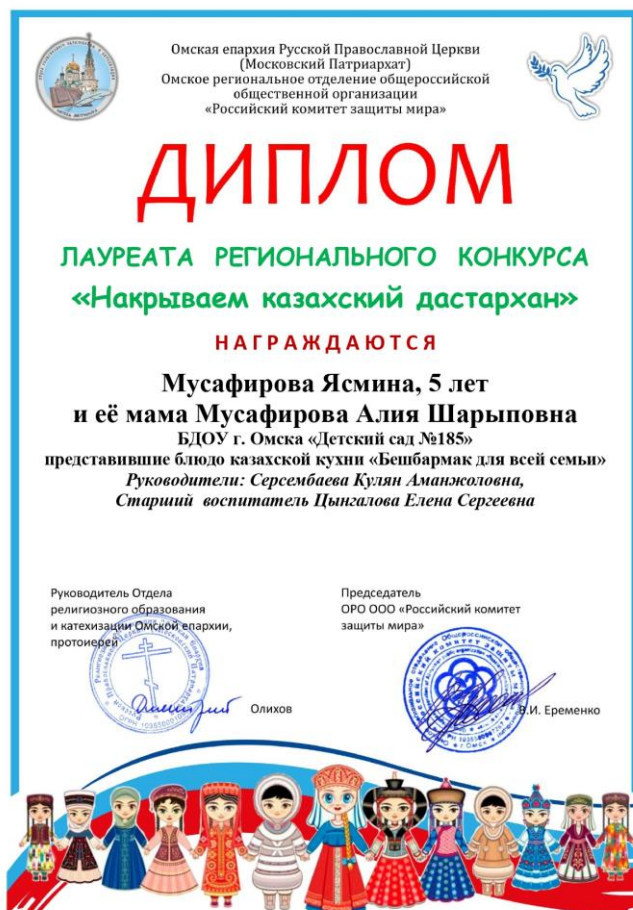 Омская епархия Русской Православной Церкви
(Московский Патриархат)
Омское региональное отделение общероссийской
общественной организации
«Российский комитет защиты мира»
ДИПЛОМ
ЛАУРЕАТА РЕГИОНАЛЬНОГО КОНКУРСА
«Накрываем казахский дастархан»
НАГРАЖДАЮТСЯ
Мусафирова Ясмина, 5 лет
и её мама Мусафирова Алия Шарыповна
БДОУ г. Омска «Детский сад №185»
представившие блюдо казахской кухни «Бешбармак для всей семьи»
Руководители: Серсембаева Кулян Аманжоловна,
Старший воспитатель Цынгалова Елена Сергеевна
Руководитель Отдела
религиозного образования
и катехизации Омской епархии,
протоиерей
Олихов
Председатель
ОРО ООО «Российский комитет
защиты мира»
В.И. Еременко